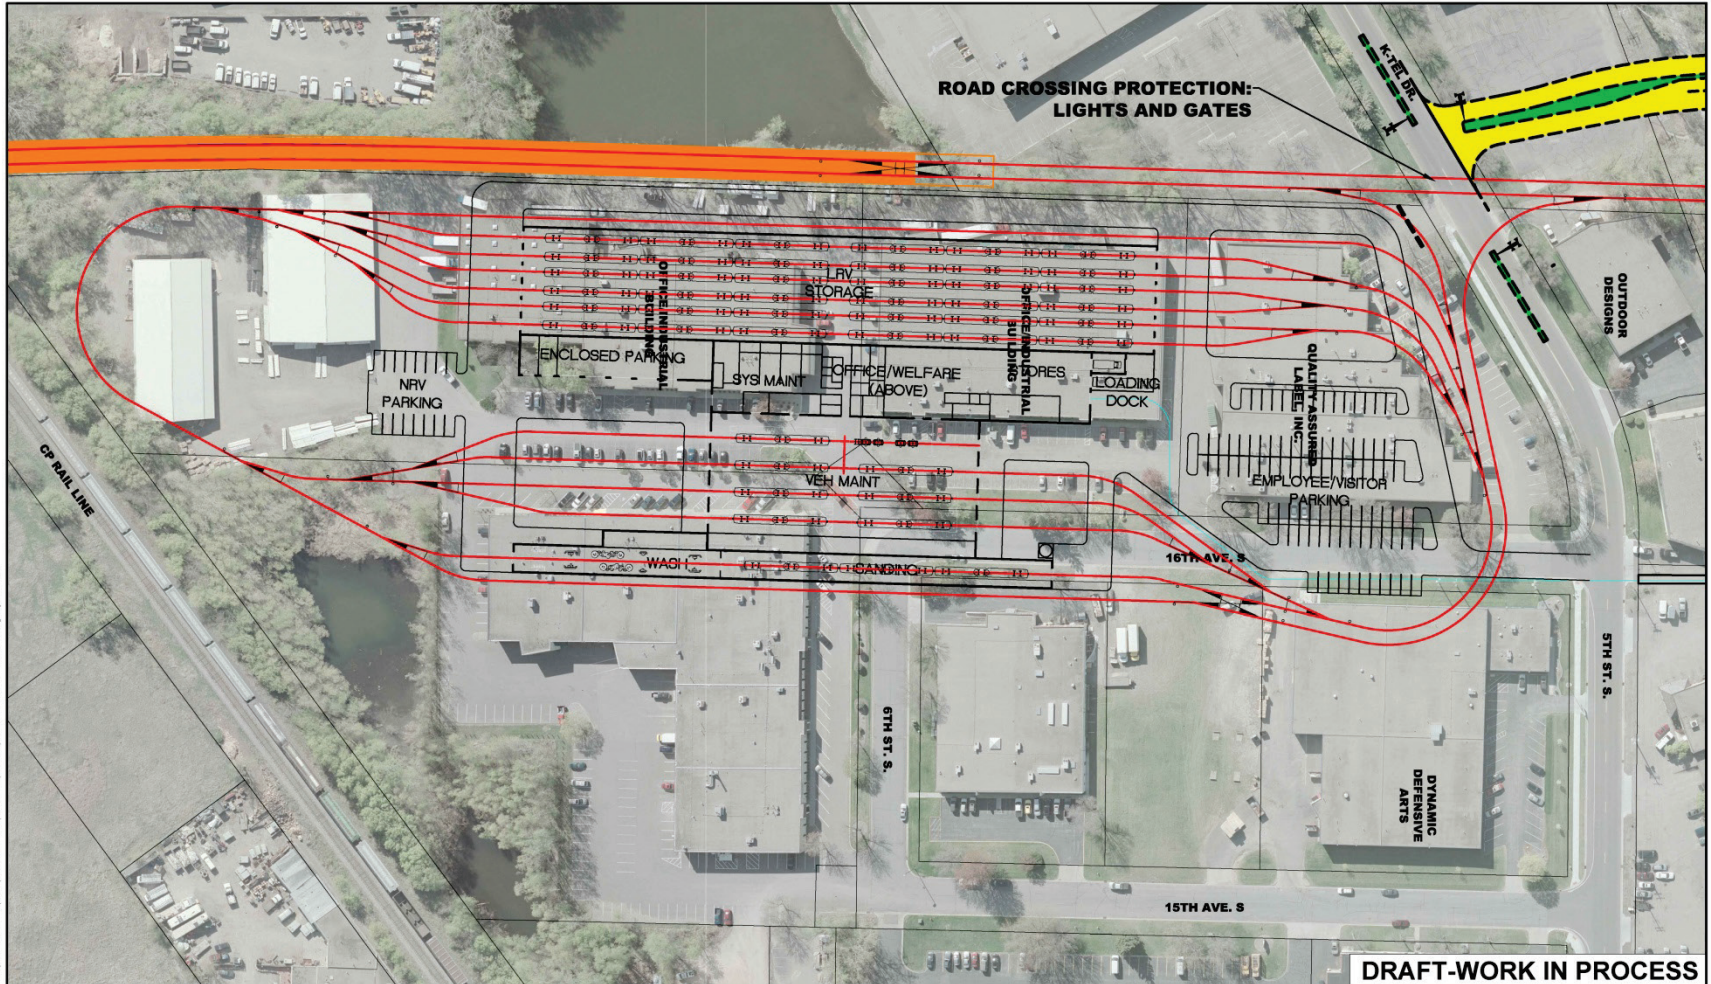 K-TEL DR.
ROAD CROSSING PROTECTION:
LIGHTS AND GATES
OUTDOOR
DESIGNS
OFFICE/INDUSTRIAL
BUILDING
LRV
STORAGE
OFFICE/INDUSTRIAL
BUILDING
ENCLOSED PARKING
SYS MAINT
OFFICE/WELFARE
(ABOVE)
LOADING
DOCK
NRV
PARKING
QUALITY ASSURED
LABEL, INC.
CP RAIL LINE
VEH MAINT
EMPLOYEE/VISITOR
PARKING
WASH
SANDING
16TH AVE. S
5TH ST. S.
6TH ST. S.
DYNAMIC
DEFENSIVE
ARTS
15TH AVE. S
DRAFT-WORK IN PROCESS